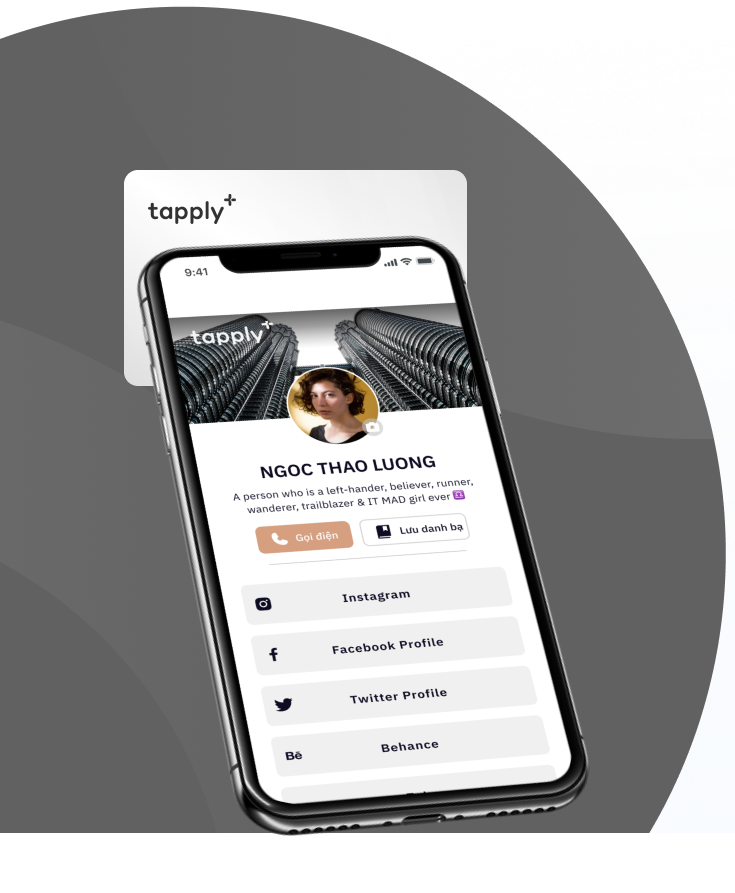 tapply+
9:41
tapply+
NGOC THAO LUONG
A person who is a left-hander, believer, runner,
wanderer, trailblazer & IT MAD girl ever
Gọi điện
Lưu danh bạ
Instagram
Facebook Profile
Twitter Profile
Bē
Behance